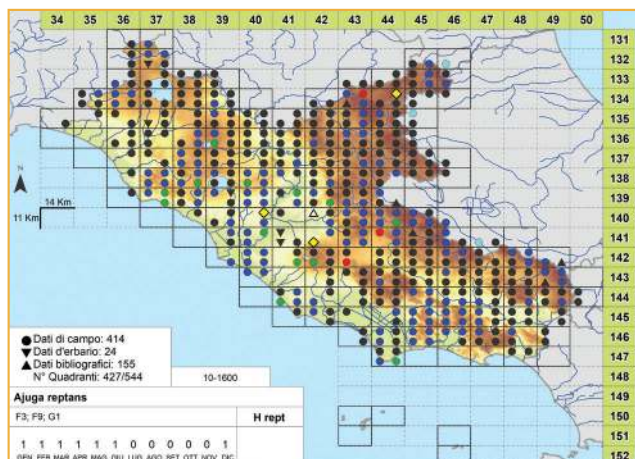 34 35 36 37 38 39 40 41 42 43 44 45 46 47 48 49 50
131
132
133
134
135
136
137
138
139
140
141
142
143
144
145
146
147
148
149
150
151
152
N
14 Km
11 Km
Dati di campo: 414
Dati d'erbario: 24
Dati bibliografici: 155
N° Quadranti: 427/544
10-1600
Ajuga reptans
F3; F9; G1
H rept
1 1 1 1 1 1 0 0 0 0 0 1
GEN FEB MAR APR MAG GIU LUG AGO SET OTT NOV DIC